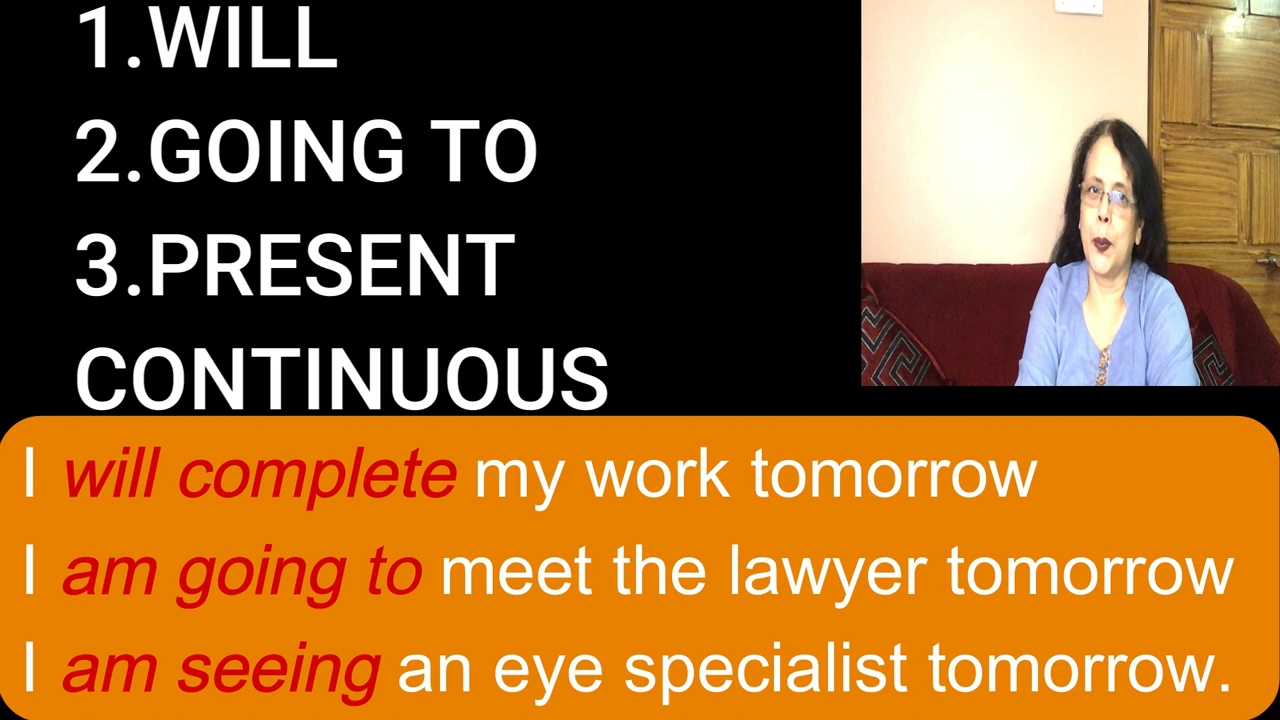 1.WILL
2.GOING TO
3.PRESENT
CONTINUOUS
I will complete my work tomorrow
I am going to meet the lawyer tomorrow
I am seeing an eye specialist tomorrow.